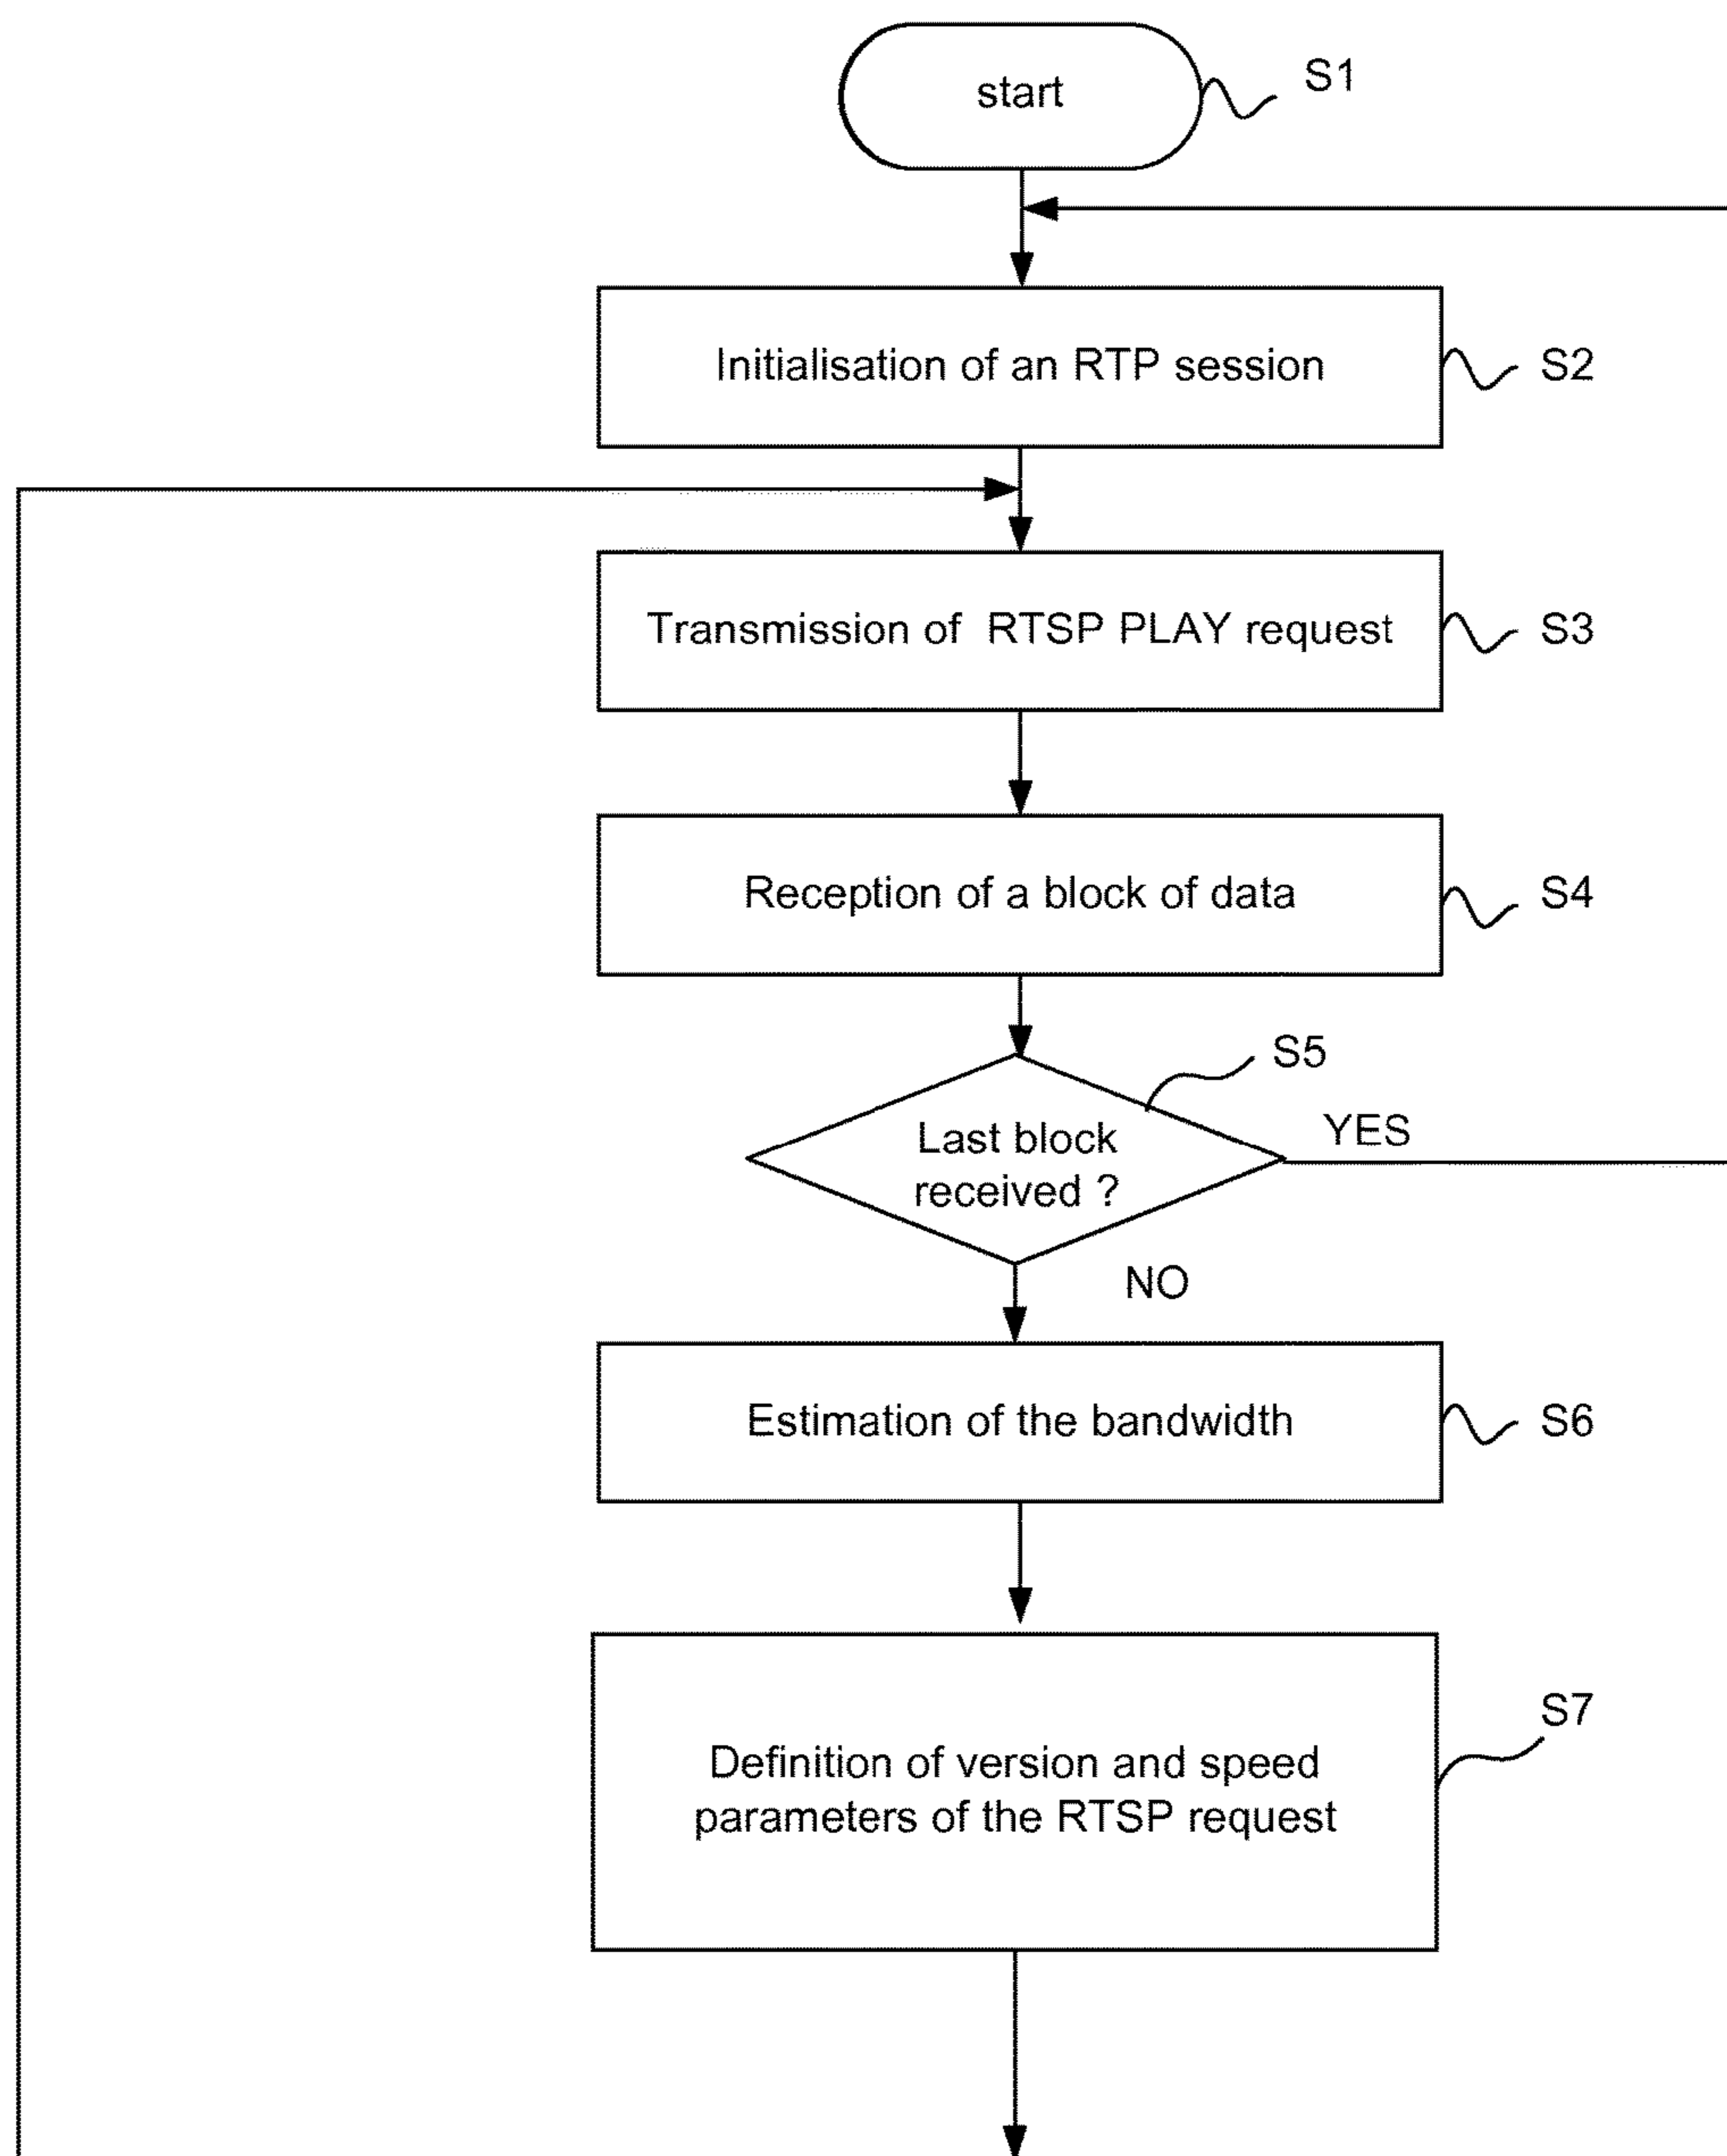 start
S1
Initialisation of an RTP session
S2
Transmission of RTSP PLAY request
S3
Reception of a block of data
S4
S5
Last block
received ?
YES
NO
Estimation of the bandwidth
S6
S7
Definition of version and speed
parameters of the RTSP request